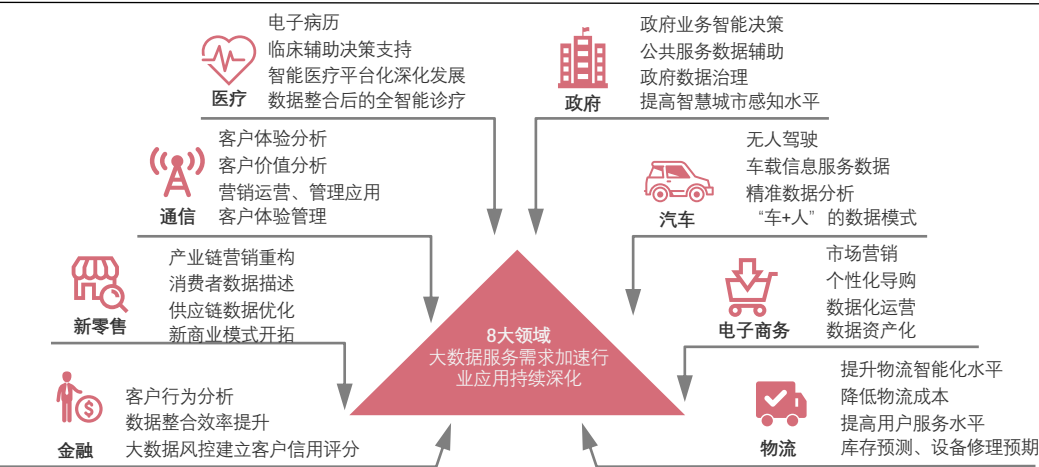 电子病历
临床辅助决策支持
智能医疗平台化深化发展
数据整合后的全智能诊疗
医疗
政府业务智能决策
公共服务数据辅助
政府数据治理
提高智慧城市感知水平
政府
客户体验分析
客户价值分析
营销运营、管理应用
客户体验管理
通信
无人驾驶
车载信息服务数据
精准数据分析
“车+人”的数据模式
汽车
产业链营销重构
消费者数据描述
供应链数据优化
新商业模式开拓
新零售
市场营销
个性化导购
数据化运营
数据资产化
电子商务
8大领域
大数据服务需求加速行
业应用持续深化
客户行为分析
数据整合效率提升
大数据风控建立客户信用评分
金融
提升物流智能化水平
降低物流成本
提高用户服务水平
库存预测、设备修理预期
物流